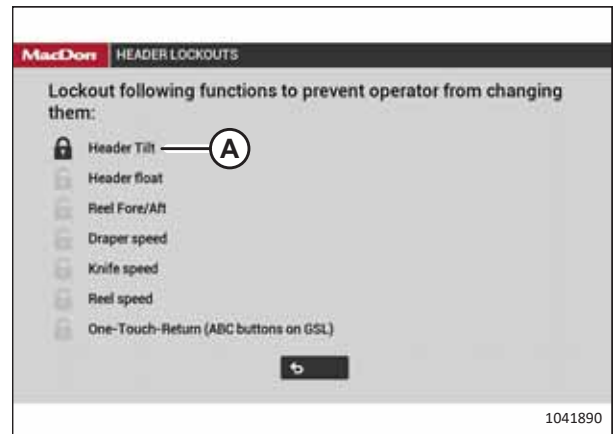 MacDon HEADER LOCKOUTS
Lockout following functions to prevent operator from changing
them:
Header Tilt A
Header float
Reel Fore/Aft
Draper speed
Knife speed
Reel speed
One-Touch-Return (ABC buttons on GSL)
1041890